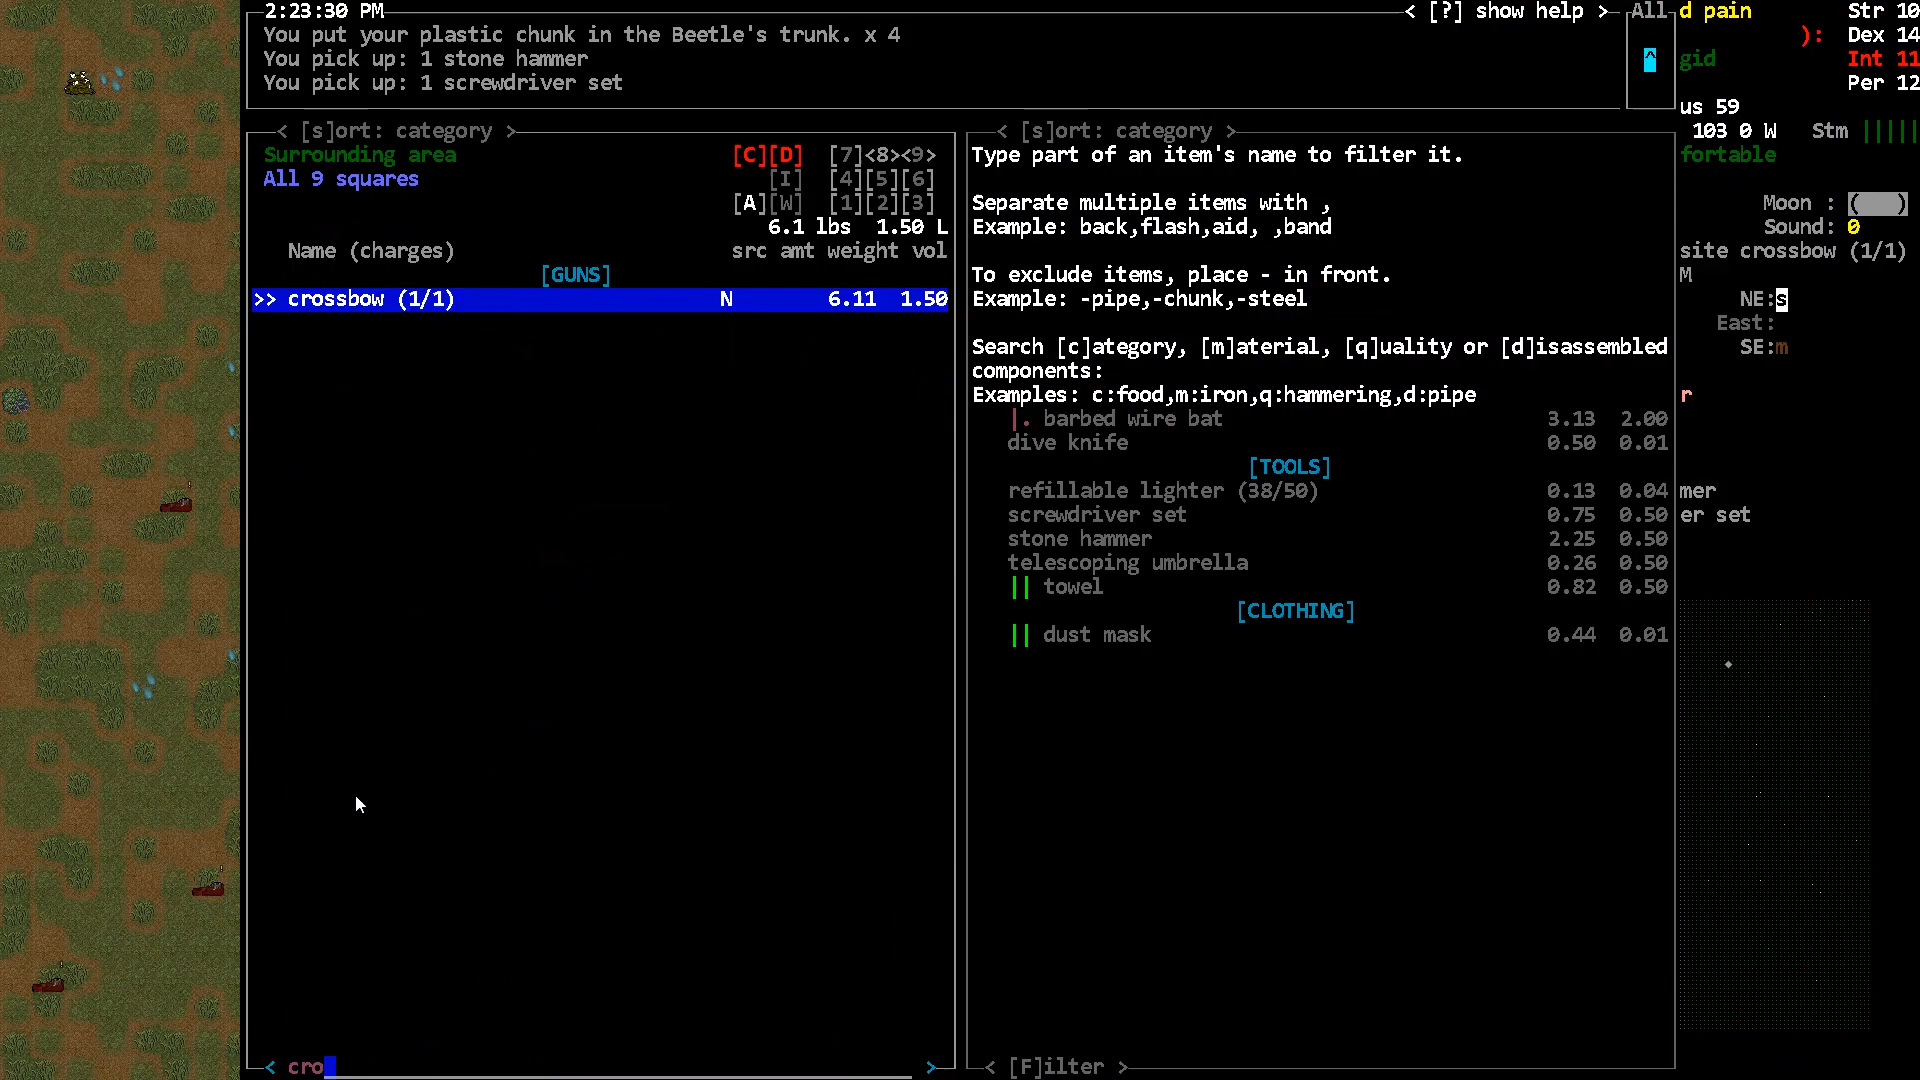 2:23:30 PM < [?] show help > All d pain Str 10
You put your plastic chunk in the Beetle's trunk. x 4 ): Dex 14
You pick up: 1 stone hammer ^ gid Int 11
You pick up: 1 screwdriver set Per 12
us 59
< [s]ort: category > < [s]ort: category > 103 0 W Stm |||||
Surrounding area [C][D] [7]<8><9> Type part of an item's name to filter it. fortable
All 9 squares [I] [4][5][6]
[A][W] [1][2][3] Separate multiple items with , Moon : ( )
6.1 lbs 1.50 L Example: back,flash,aid, ,band Sound: 0
Name (charges) src amt weight vol site crossbow (1/1)
[GUNS] To exclude items, place - in front. M
>> crossbow (1/1) N 6.11 1.50 Example: -pipe,-chunk,-steel NE:s
East:
Search [c]ategory, [m]aterial, [q]uality or [d]isassembled SE:m
components:
Examples: c:food,m:iron,q:hammering,d:pipe r
|. barbed wire bat 3.13 2.00
dive knife 0.50 0.01
[TOOLS]
refillable lighter (38/50) 0.13 0.04 mer
screwdriver set 0.75 0.50 er set
stone hammer 2.25 0.50
telescoping umbrella 0.26 0.50
|| towel 0.82 0.50
[CLOTHING]
|| dust mask 0.44 0.01
< cro > < [F]ilter >